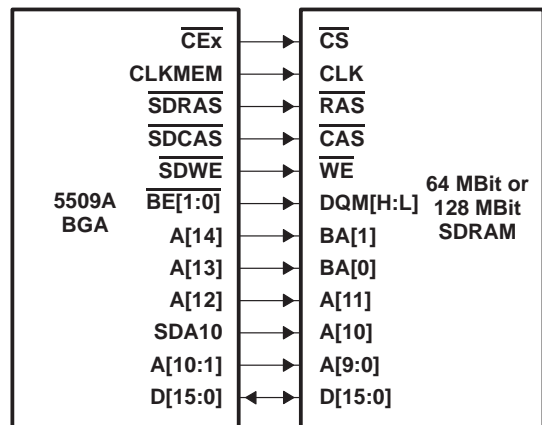 CEx CS
CLKMEM CLK
SDRAS RAS
SDCAS CAS
SDWE WE
5509A BGA
BE[1:0] DQM[H:L]
64 MBit or
128 MBit
SDRAM
A[14] BA[1]
A[13] BA[0]
A[12] A[11]
SDA10 A[10]
A[10:1] A[9:0]
D[15:0] D[15:0]